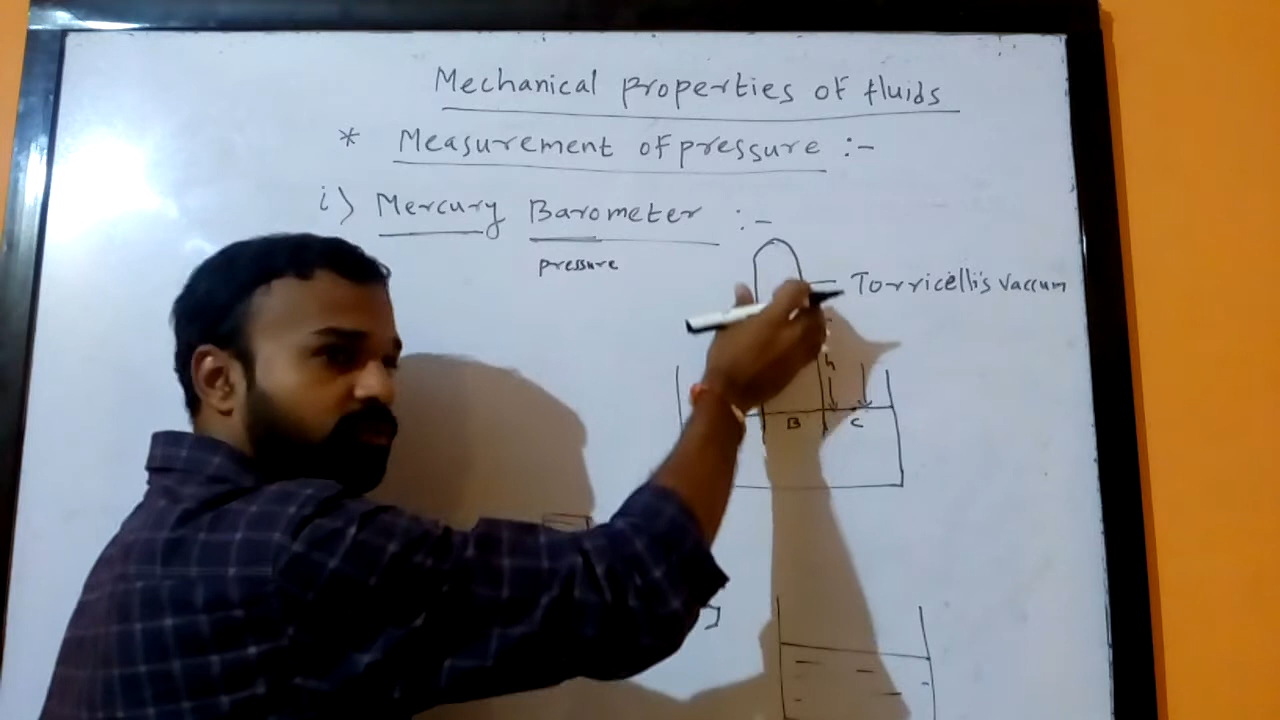 Mechanical properties of fluids
* Measurement of pressure :-
i) Mercury Barometer :-
pressure
Torricelli's vaccum
h
B C